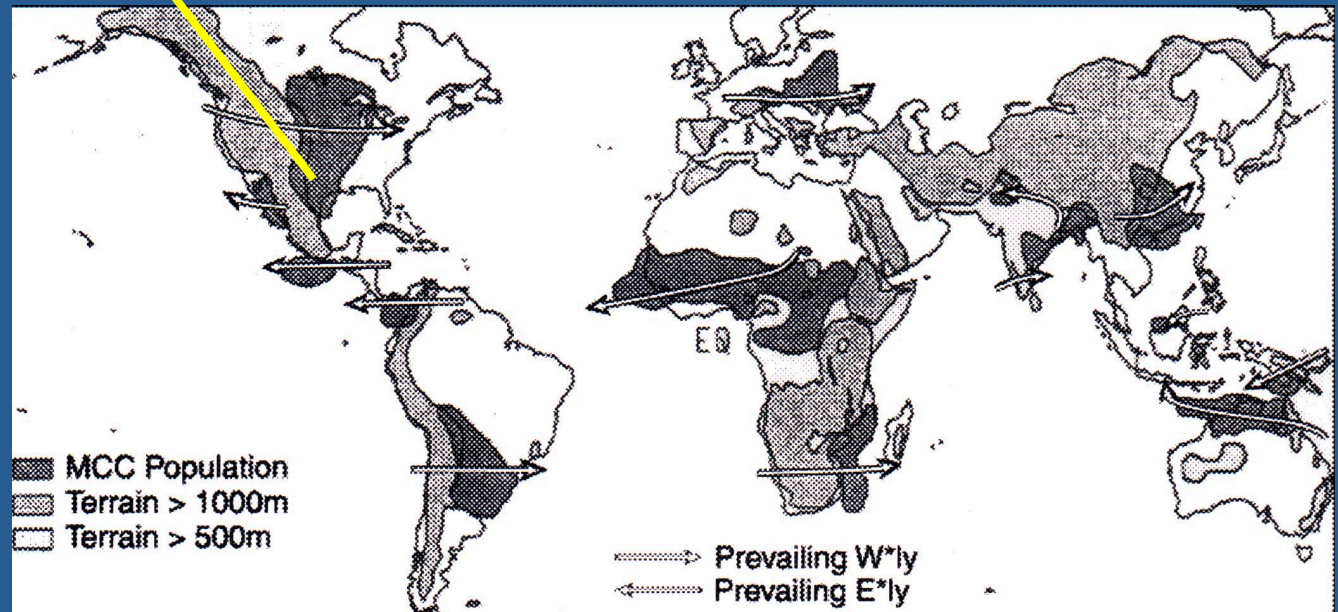 EQ
MCC Population
Terrain > 1000m
Terrain > 500m
Prevailing W*ly
Prevailing E*ly